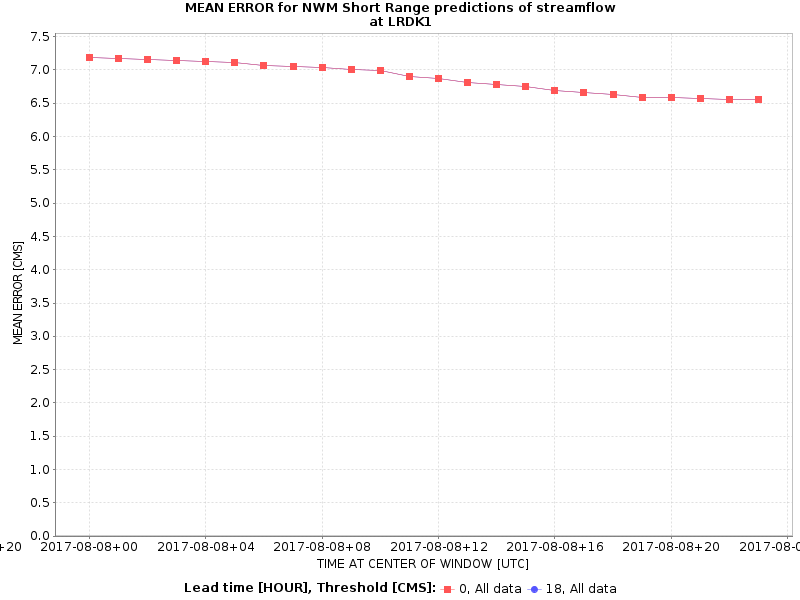 MEAN ERROR for NWM Short Range predictions of streamflow
at LRDK1
7.5
7.0
6.5
6.0
5.5
5.0
4.5
4.0
3.5
3.0
2.5
2.0
1.5
1.0
0.5
0.0
MEAN ERROR [CMS]
+20 2017-08-08+00 2017-08-08+04 2017-08-08+08 2017-08-08+12 2017-08-08+16 2017-08-08+20 2017-08-0
TIME AT CENTER OF WINDOW [UTC]
Lead time [HOUR], Threshold [CMS]: 0, All data 18, All data